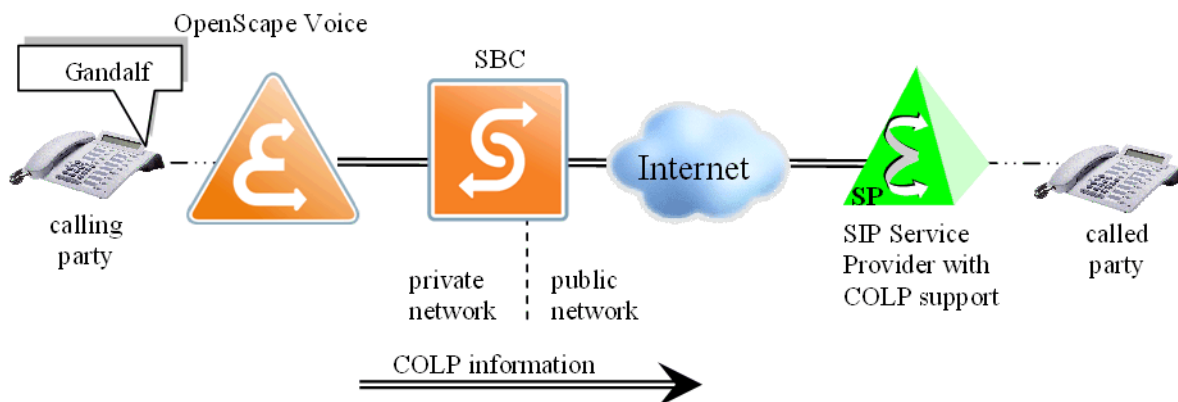 OpenScape Voice
Gandalf
SBC
Internet
SP
calling
party
SIP Service
Provider with
COLP support
called
party
private
network
public
network
COLP information